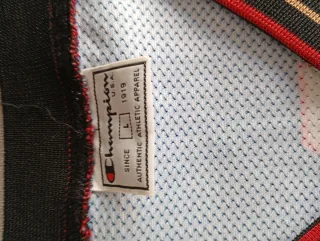 Champion
U.S.A.
SINCE L 1919
AUTHENTIC ATHLETIC APPAREL